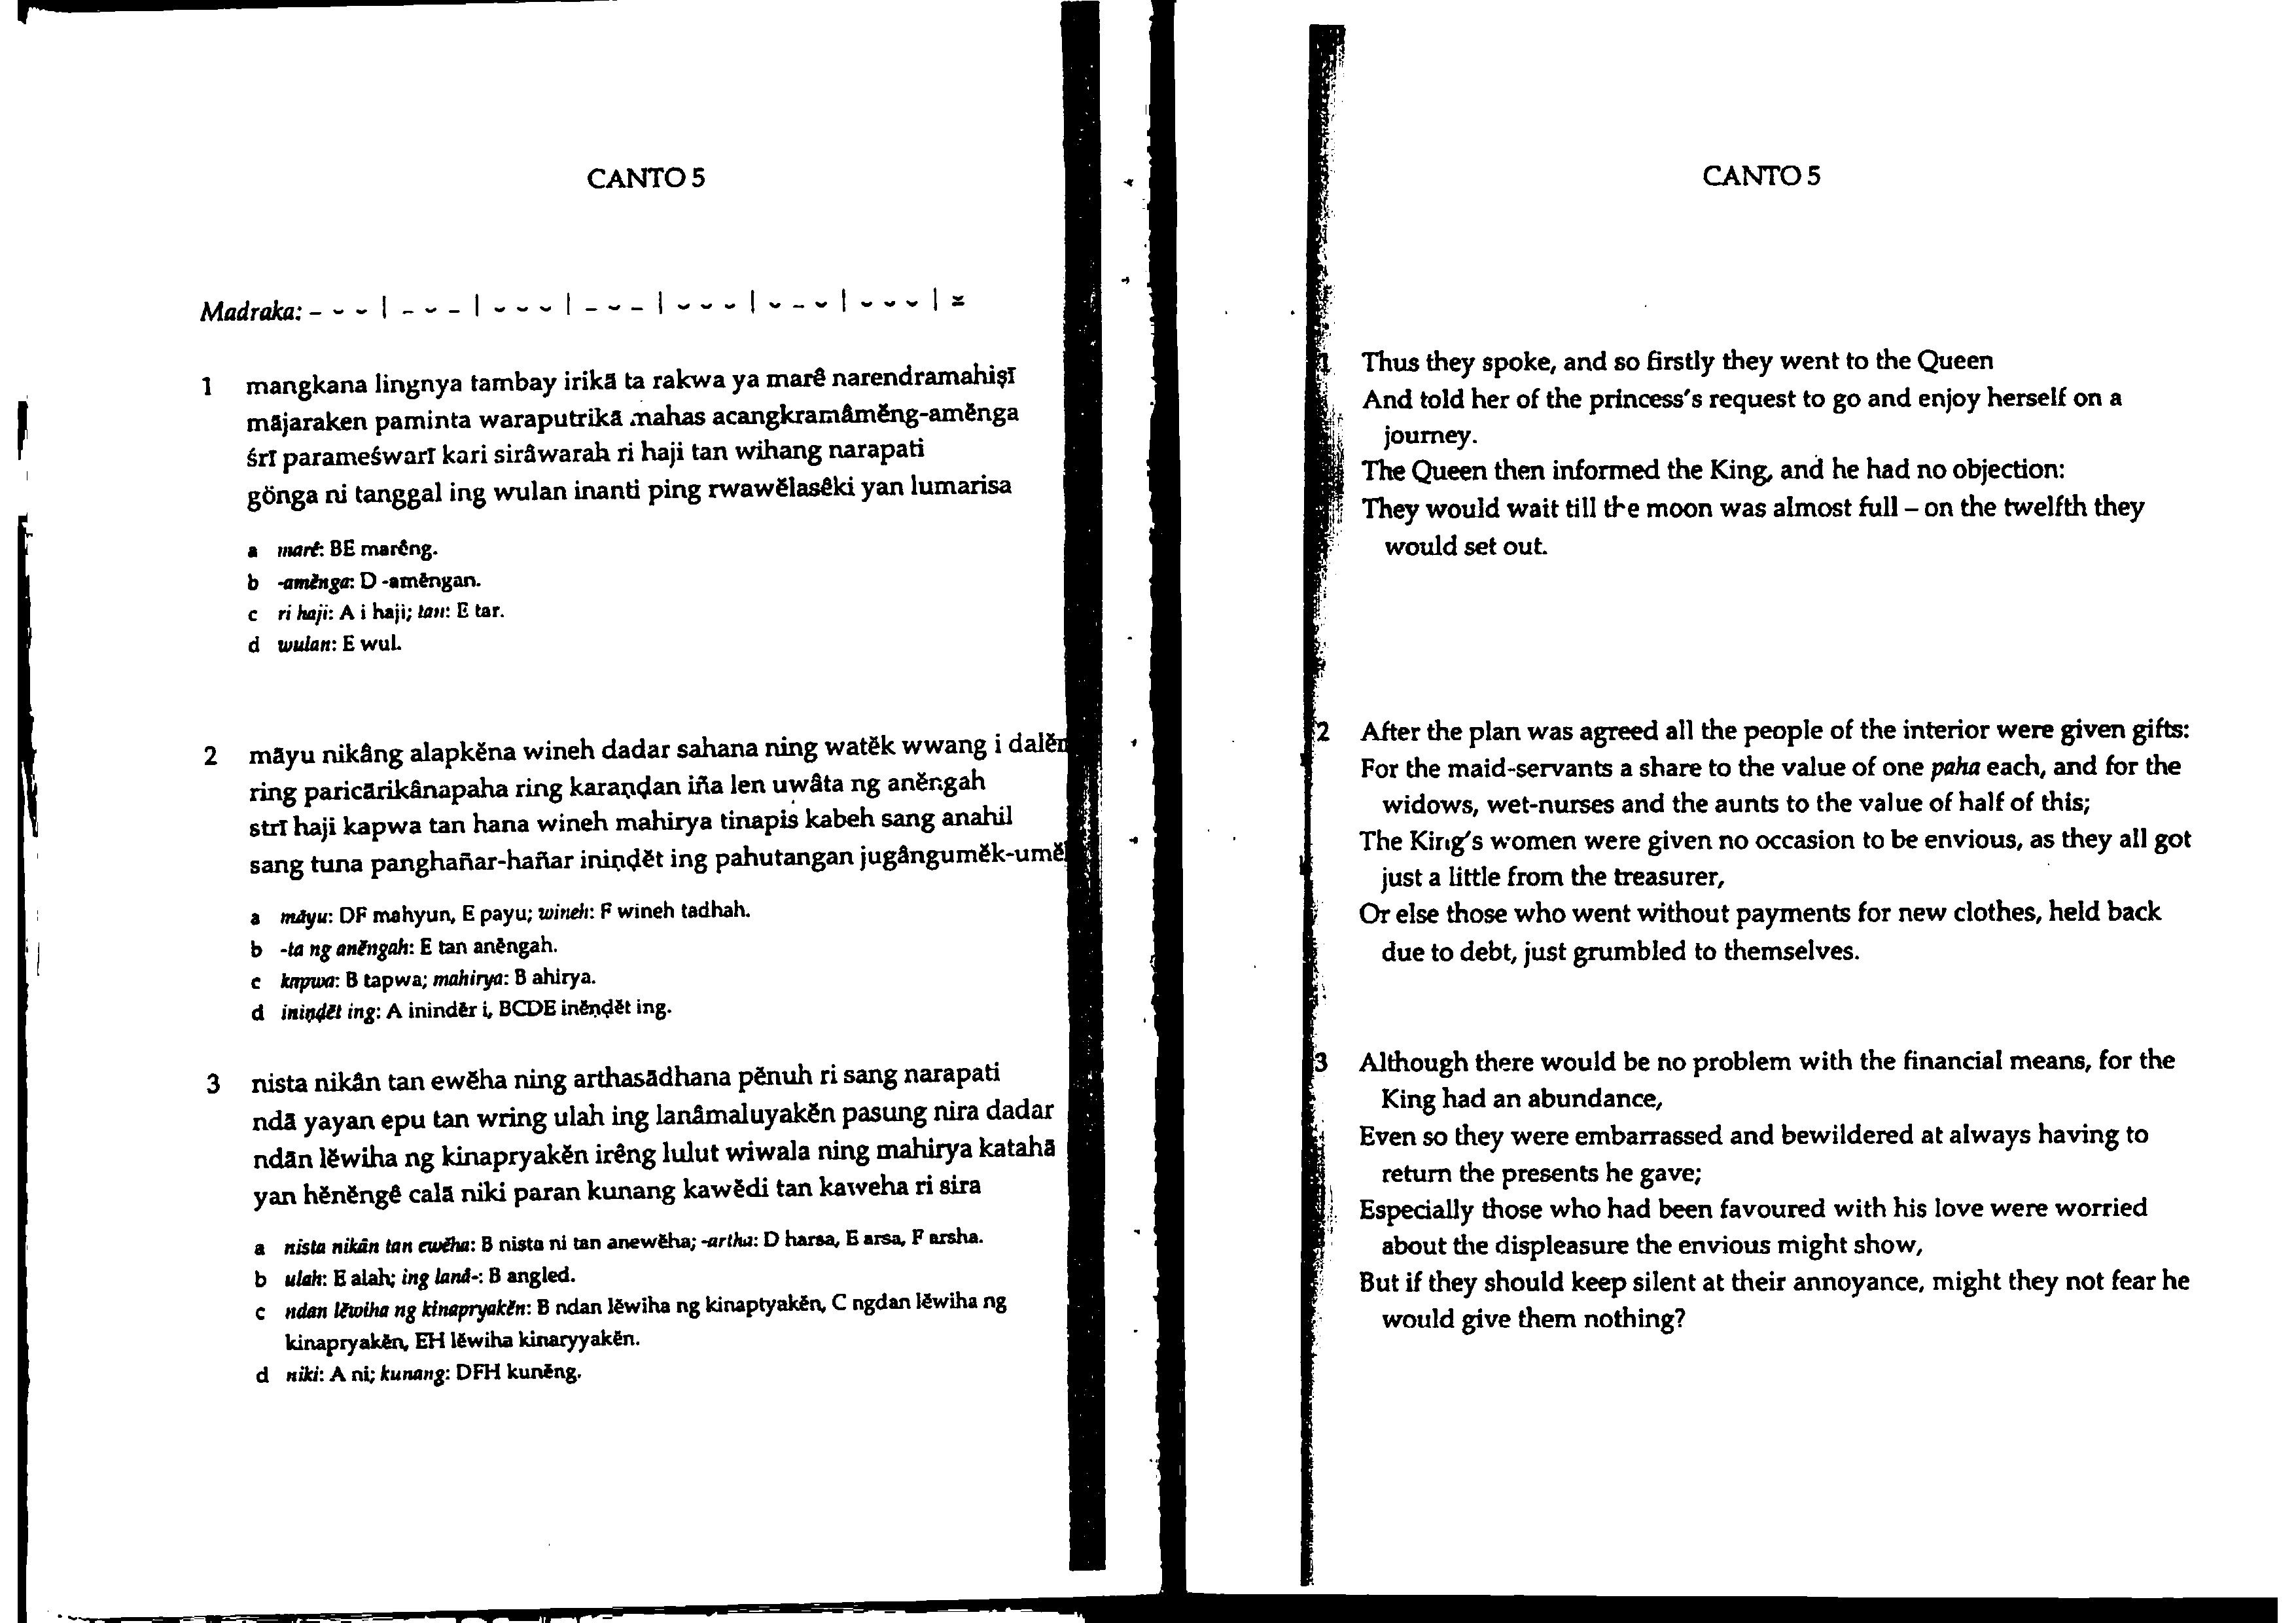 CANTO 5
Madraka: – ⏑ ⏑ | – ⏑ – | ⏑ ⏑ ⏑ | – ⏑ – | ⏑ ⏑ ⏑ | ⏑ – ⏑ | ⏑ ⏑ ⏑ | ⏓
1 mangkana lingnya tambay irikā ta rakwa ya marê narendramahiṣī
mājaraken paminta waraputrikā mahas acangkramâmĕng-amĕnga
śrī parameśwarī kari sirâwarah ri haji tan wihang narapati
gönga ni tanggal ing wulan inanti ping rwawĕlasêki yan lumarisa
a marê: BE marêng.
b -amĕnga: D -amĕngan.
c ri haji: A i haji; tan: E tar.
d wulan: E wul.
2 māyu nikâng alapkĕna wineh dadar sahana ning watĕk wwang i
ring paricārikânapaha ring karaṇḍan iña len uwâta ng anĕngah
strī haji kapwa tan hana wineh mahirya tinapis kabeh sang anahil
sang tuna panghañar-hañar iniṇḍĕt ing pahutangan
a māyu: DF mahyun, E payu; wineh: F wineh tadhah.
b -ta ng anĕngah: E tan anĕngah.
c kapwa: B tapwa; mahirya: B ahirya.
d iniṇḍĕt ing: A inindĕr i, BCDE inĕṇḍĕt ing.
3 nista nikân tan ewĕha ning arthasādhana pĕnuh ri sang narapati
ndā yayan epu tan wring ulah ing lanâmaluyakĕn pasung nira dadar
ndān lĕwiha ng kinapryakĕn irêng lulut wiwala ning mahirya katahā
yan hĕnĕngê calā niki paran kunang kawĕdi tan kaweha ri sira
a nista nikân tan ewĕha: B nista ni tan anewĕha; -artha: D harsa, E arsa, F arsha.
b ulah: E alah; ing lanâ-: B angled.
c ndan lĕwiha ng kinapryakĕn: B ndan lĕwiha ng kinaptyakĕn, C ngdan lĕwiha ng
kinapryakĕn, EH lĕwiha kinaryyakĕn.
d niki: A ni; kunang: DFH kunĕng.
CANTO 5
1 Thus they spoke, and so firstly they went to the Queen
And told her of the princess's request to go and enjoy herself on a
journey.
The Queen then informed the King, and he had no objection:
They would wait till the moon was almost full – on the twelfth they
would set out.
2 After the plan was agreed all the people of the interior were given gifts:
For the maid-servants a share to the value of one paha each, and for the
widows, wet-nurses and the aunts to the value of half of this;
The King's women were given no occasion to be envious, as they all got
just a little from the treasurer,
Or else those who went without payments for new clothes, held back
due to debt, just grumbled to themselves.
3 Although there would be no problem with the financial means, for the
King had an abundance,
Even so they were embarrassed and bewildered at always having to
return the presents he gave;
Especially those who had been favoured with his love were worried
about the displeasure the envious might show,
But if they should keep silent at their annoyance, might they not fear he
would give them nothing?